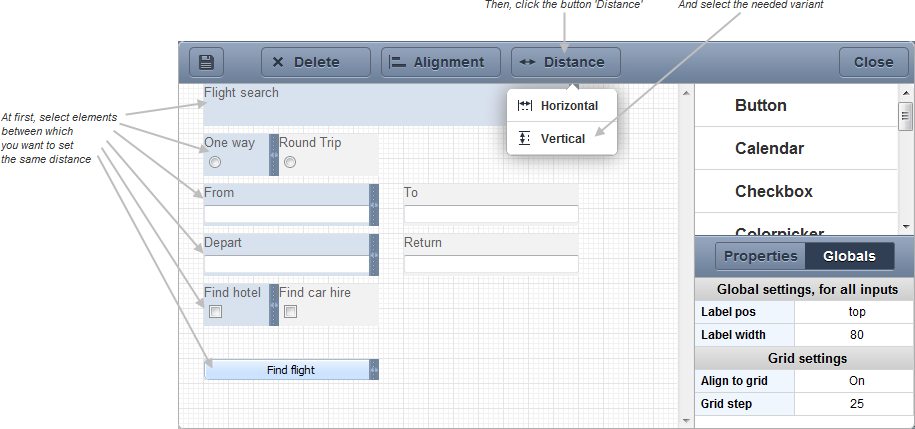 Then, click the button 'Distance'
And select the needed variant
Delete
Alignment
Distance
Close
At first, select elements
between which
you want to set
the same distance
Flight search
Horizontal
Vertical
One way
Round Trip
From
To
Depart
Return
Find hotel
Find car hire
Find flight
Button
Calendar
Checkbox
Colorpicker
Properties
Globals
Global settings, for all inputs
Label pos top
Label width 80
Grid settings
Align to grid On
Grid step 25